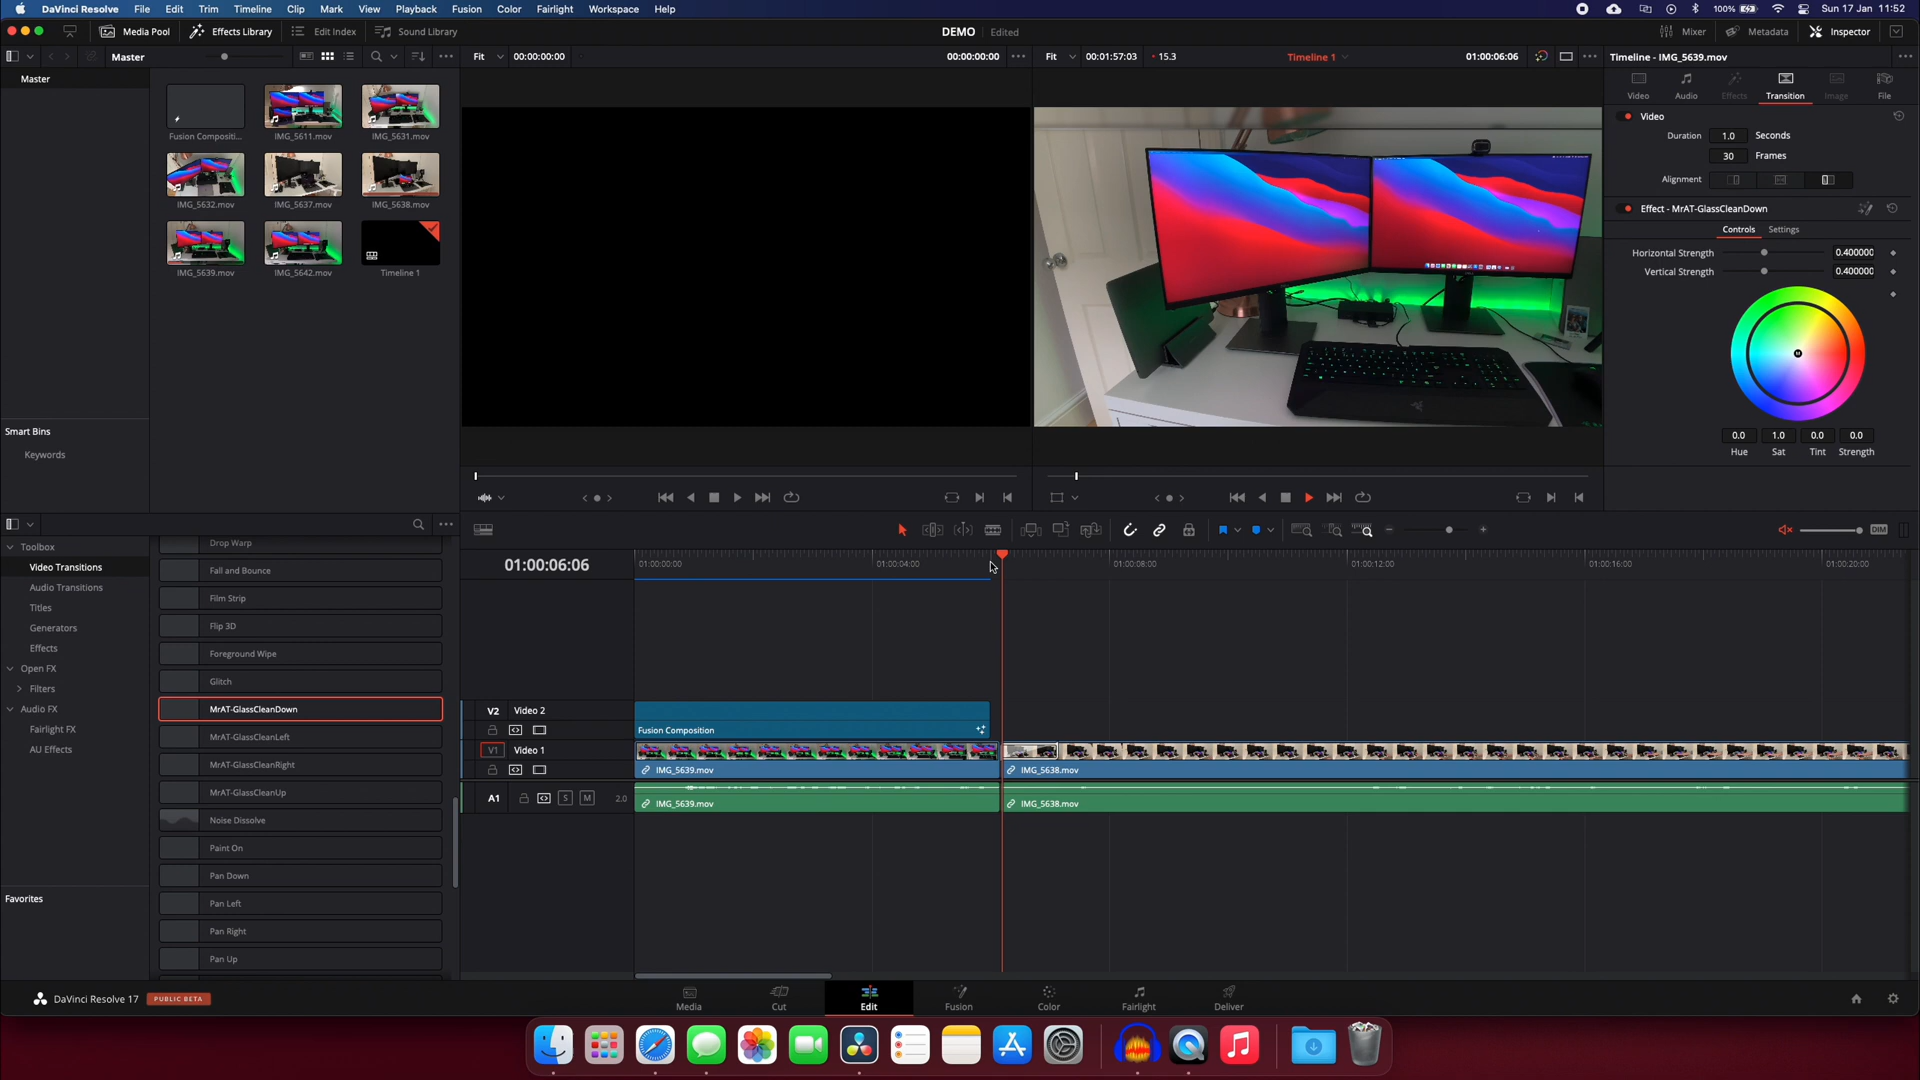 DaVinci Resolve File Edit Trim Timeline Clip Mark View Playback Fusion Color Fairlight Workspace Help 100% Sun 17 Jan 11:52
Media Pool Effects Library Edit Index Sound Library DEMO Edited Mixer Metadata Inspector
Master Fit 00:00:00:00 00:00:00:00 Fit 00:01:57:03 15.3 Timeline 1 01:00:06:06 Timeline - IMG_5639.mov
Master
Video Audio Effects Transition Image File
Video
Duration 1.0 Seconds
30 Frames
Alignment
Effect - MrAT-GlassCleanDown
Controls Settings
Horizontal Strength 0.400000
Vertical Strength 0.400000
0.0 1.0 0.0 0.0
Hue Sat Tint Strength
Fusion Compositi... IMG_5611.mov IMG_5631.mov
IMG_5632.mov IMG_5637.mov IMG_5638.mov
IMG_5639.mov IMG_5642.mov Timeline 1
Smart Bins
Keywords
Toolbox
Video Transitions
Audio Transitions
Titles
Generators
Effects
Open FX
Filters
Audio FX
Fairlight FX
AU Effects
Favorites
Drop Warp
Fall and Bounce
Film Strip
Flip 3D
Foreground Wipe
Glitch
MrAT-GlassCleanDown
MrAT-GlassCleanLeft
MrAT-GlassCleanRight
MrAT-GlassCleanUp
Noise Dissolve
Paint On
Pan Down
Pan Left
Pan Right
Pan Up
DIM
01:00:06:06 01:00:00:00 01:00:04:00 01:00:08:00 01:00:12:00 01:00:16:00 01:00:20:00
V2 Video 2
Fusion Composition
V1 Video 1
IMG_5639.mov IMG_5638.mov
A1 S M 2.0
IMG_5639.mov IMG_5638.mov
DaVinci Resolve 17 PUBLIC BETA
Media Cut Edit Fusion Color Fairlight Deliver